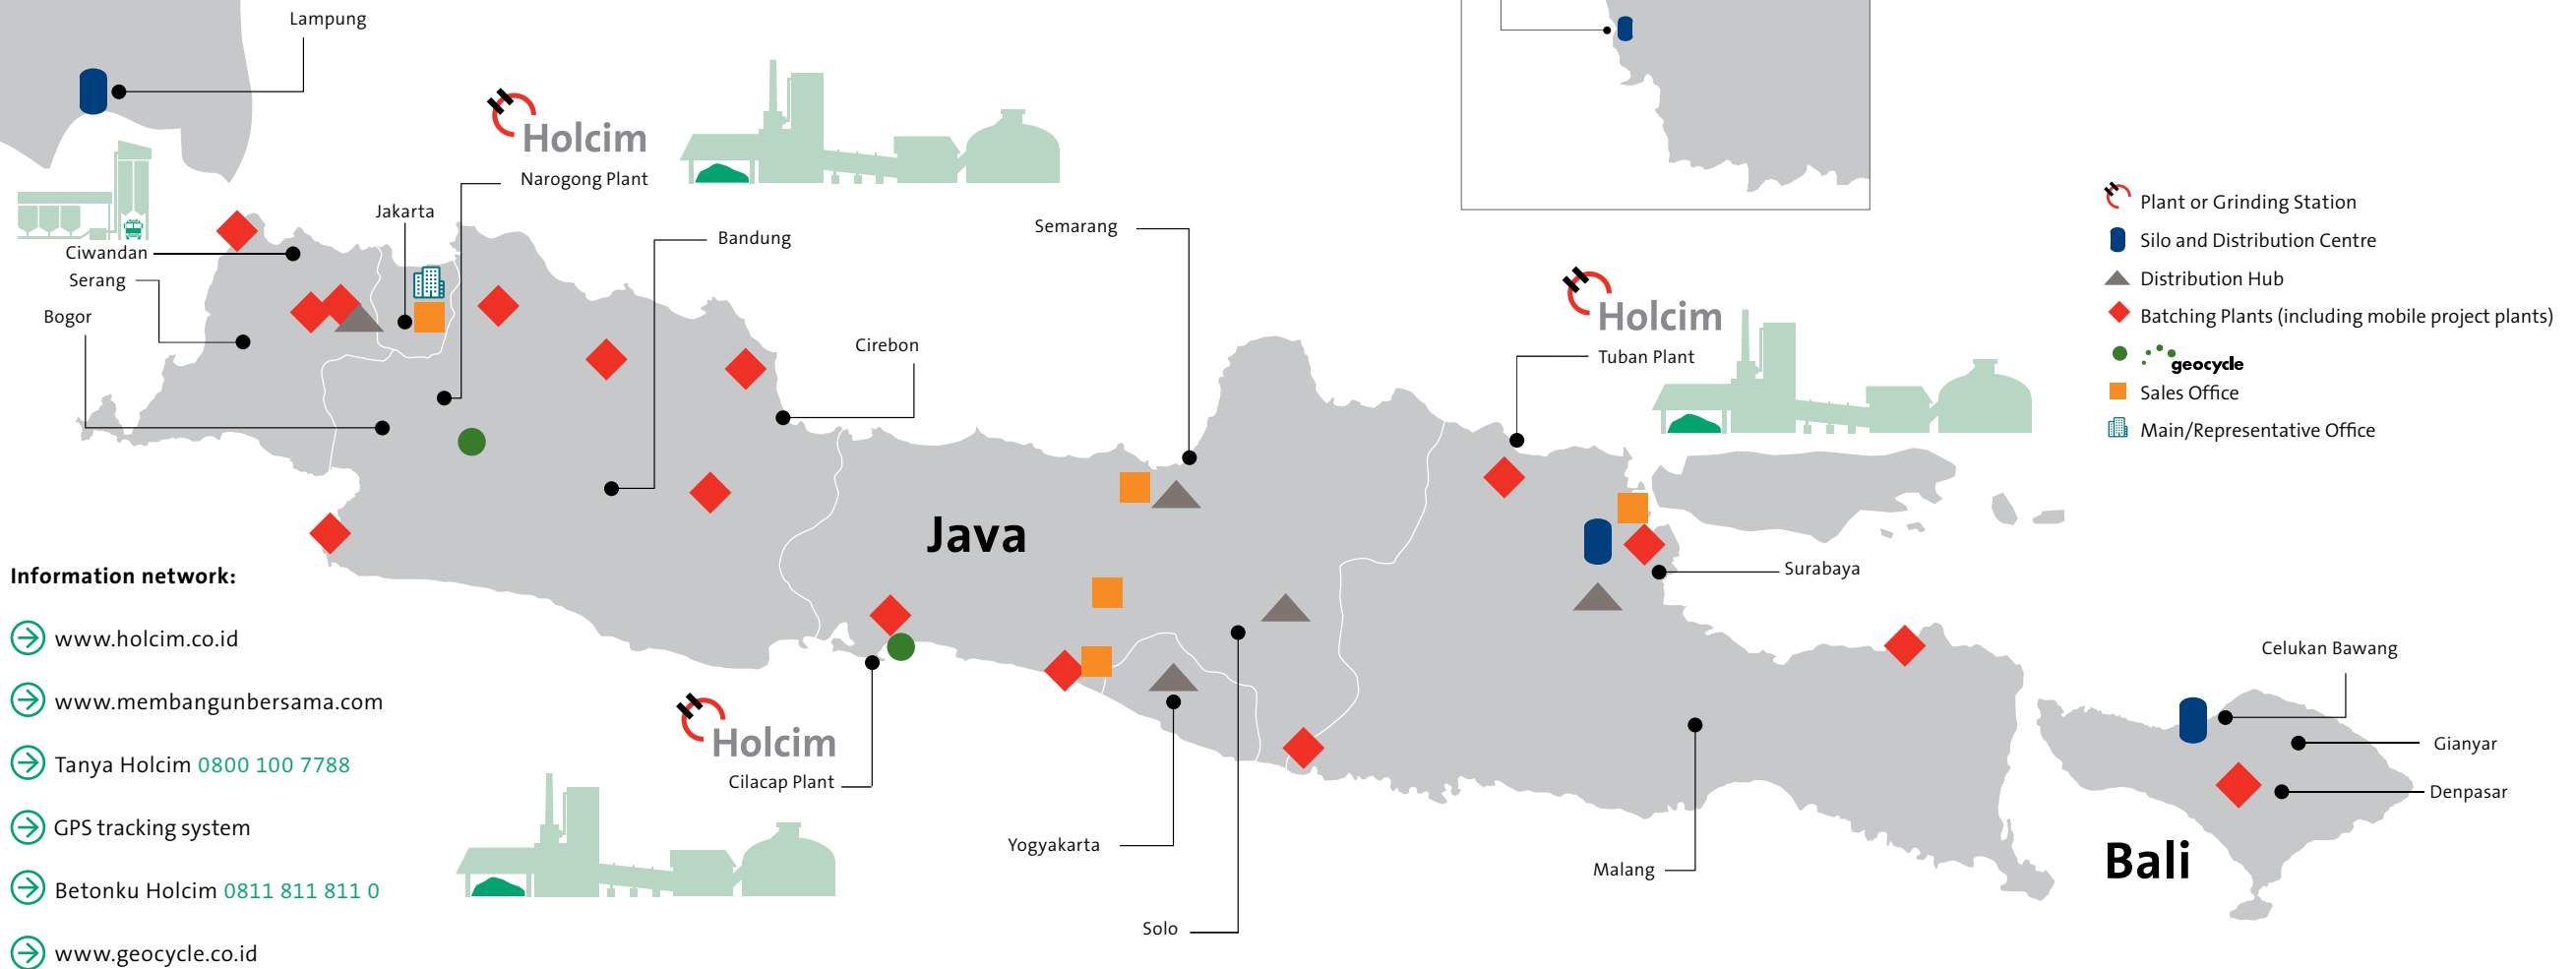 Lampung
Holcim
Narogong Plant
Jakarta
Bandung
Semarang
Ciwandan
Serang
Bogor
Cirebon
Holcim
Tuban Plant
Plant or Grinding Station
Silo and Distribution Centre
Distribution Hub
Batching Plants (including mobile project plants)
geocycle
Sales Office
Main/Representative Office
Java
Surabaya
Information network:
www.holcim.co.id
www.membangunbersama.com
Tanya Holcim 0800 100 7788
GPS tracking system
Betonku Holcim 0811 811 811 0
www.geocycle.co.id
Holcim
Cilacap Plant
Yogyakarta
Solo
Malang
Celukan Bawang
Gianyar
Denpasar
Bali